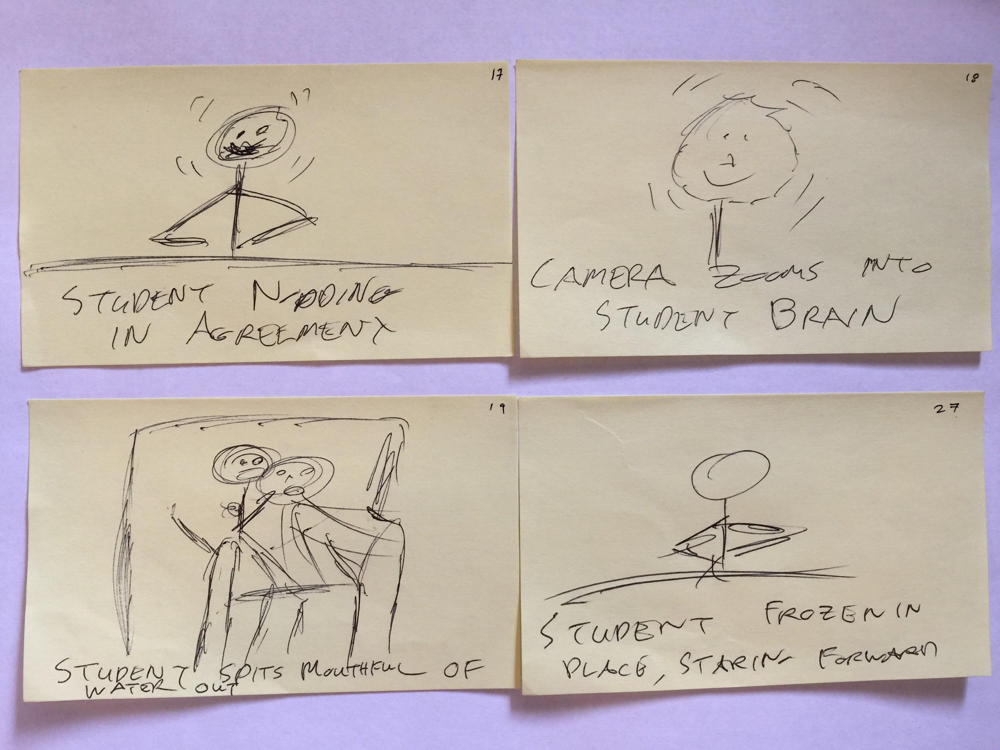 17
STUDENT NODDING
IN AGREEMENT
18
CAMERA ZOOMS INTO
STUDENT BRAIN
19
STUDENT SPITS MOUTHFUL OF
WATER OUT
27
STUDENT FROZEN IN
PLACE, STARING FORWARD